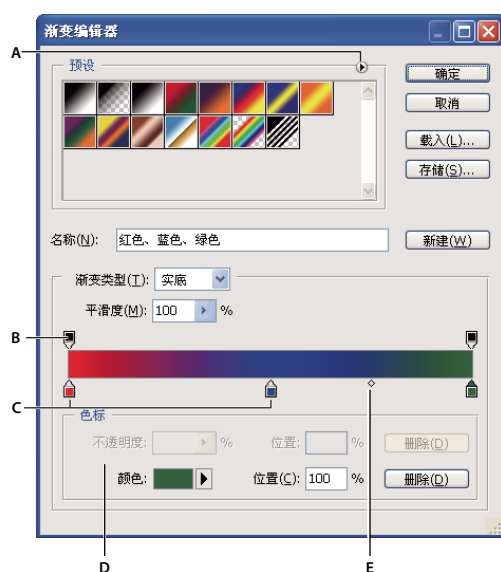 渐变编辑器
A
预设
确定
取消
载入(L)...
存储(S)...
名称(N): 红色、蓝色、绿色
新建(W)
渐变类型(T): 实底
平滑度(M): 100 %
B
C
色标
不透明度: % 位置: % 删除(D)
颜色: 位置(C): 100 % 删除(D)
D
E